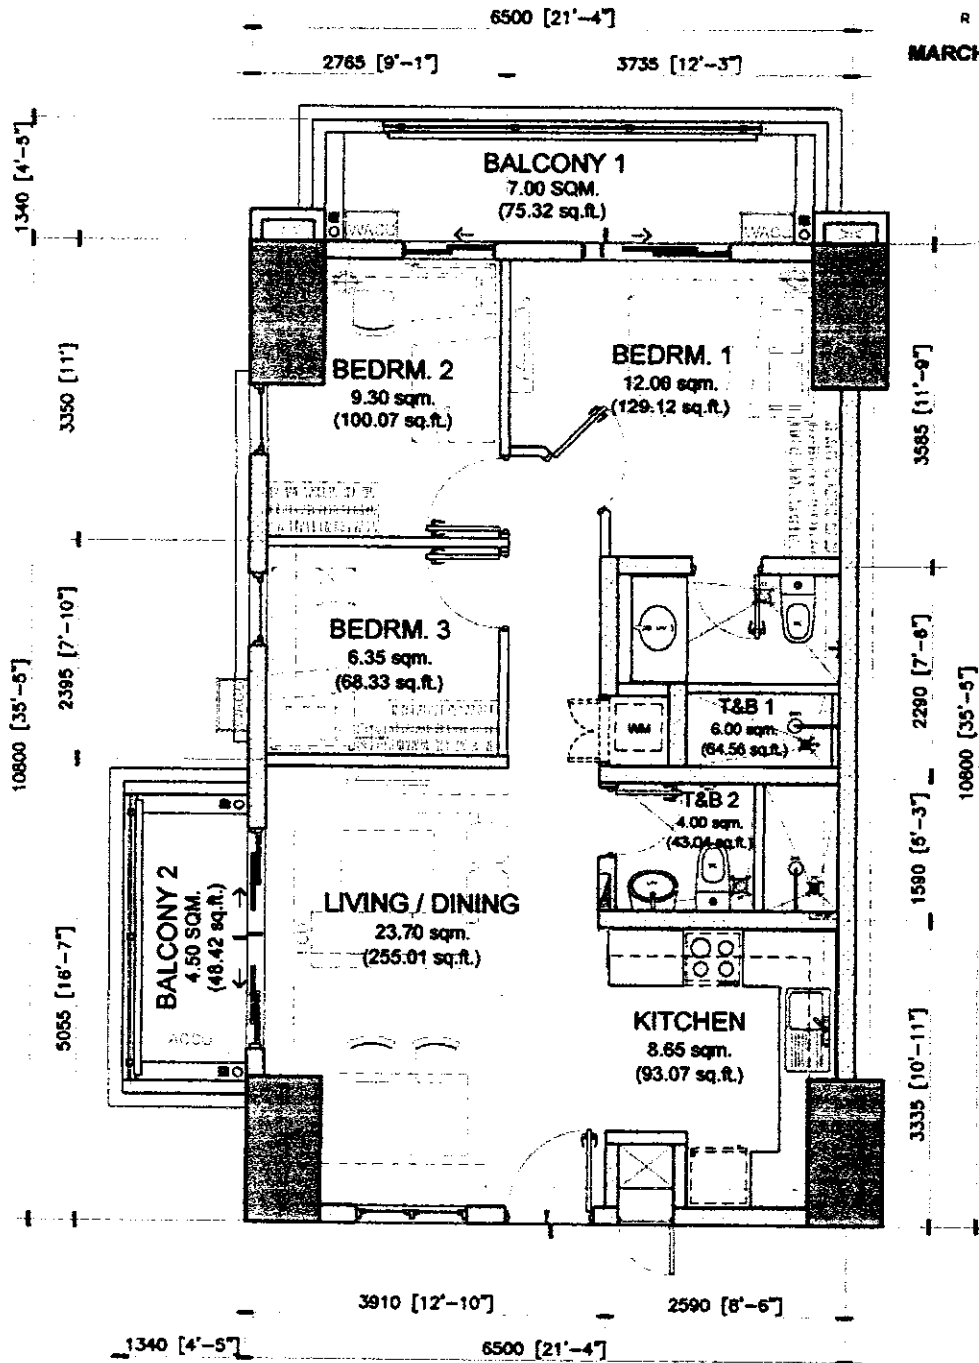 6500 [21'-4"]
R
MARCH
2765 [9'-1"]
3735 [12'-3"]
1340 [4'-5"]
BALCONY 1
7.00 SQM.
(75.32 sq.ft.)
WACU
WACU
3350 [11']
BEDRM. 2
9.30 sqm.
(100.07 sq.ft.)
BEDRM. 1
12.00 sqm.
(129.12 sq.ft.)
3585 [11'-9"]
10800 [35'-5"]
2395 [7'-10"]
BEDRM. 3
6.35 sqm.
(68.33 sq.ft.)
WACU
WM
T&B 1
6.00 sqm.
(64.56 sq.ft.)
2290 [7'-6"]
10800 [35'-5"]
T&B 2
4.00 sqm.
(43.04 sq.ft.)
1590 [5'-3"]
BALCONY 2
4.50 SQM.
(48.42 sq.ft.)
ACCU
LIVING / DINING
23.70 sqm.
(255.01 sq.ft.)
5055 [16'-7"]
KITCHEN
8.65 sqm.
(93.07 sq.ft.)
3335 [10'-11"]
3910 [12'-10"]
2590 [8'-6"]
1340 [4'-5"]
6500 [21'-4"]